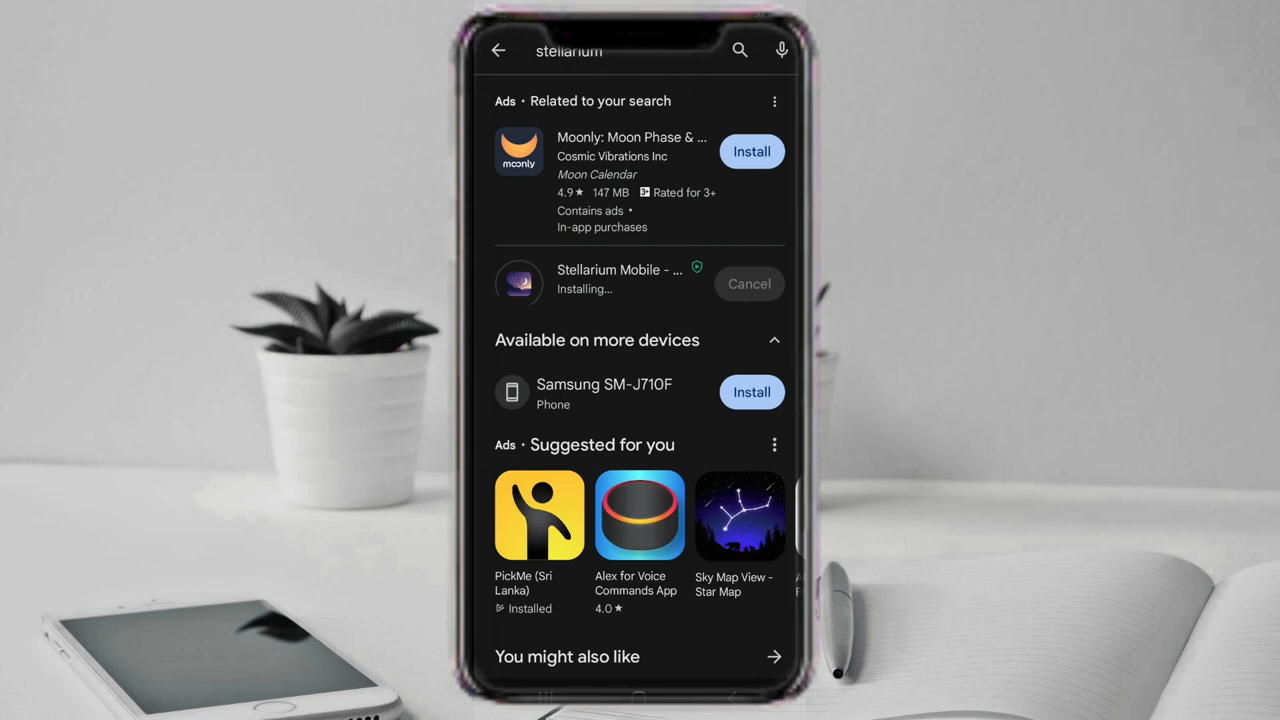 stellarium
Ads • Related to your search
moonly
Moonly: Moon Phase & ...
Cosmic Vibrations Inc
Moon Calendar
4.9★ 147 MB 3+ Rated for 3+
Contains ads •
In-app purchases
Install
Stellarium Mobile - ...
Installing...
Cancel
Available on more devices
Samsung SM-J710F
Phone
Install
Ads • Suggested for you
PickMe (Sri
Lanka)
Installed
Alex for Voice
Commands App
4.0★
Sky Map View -
Star Map
You might also like